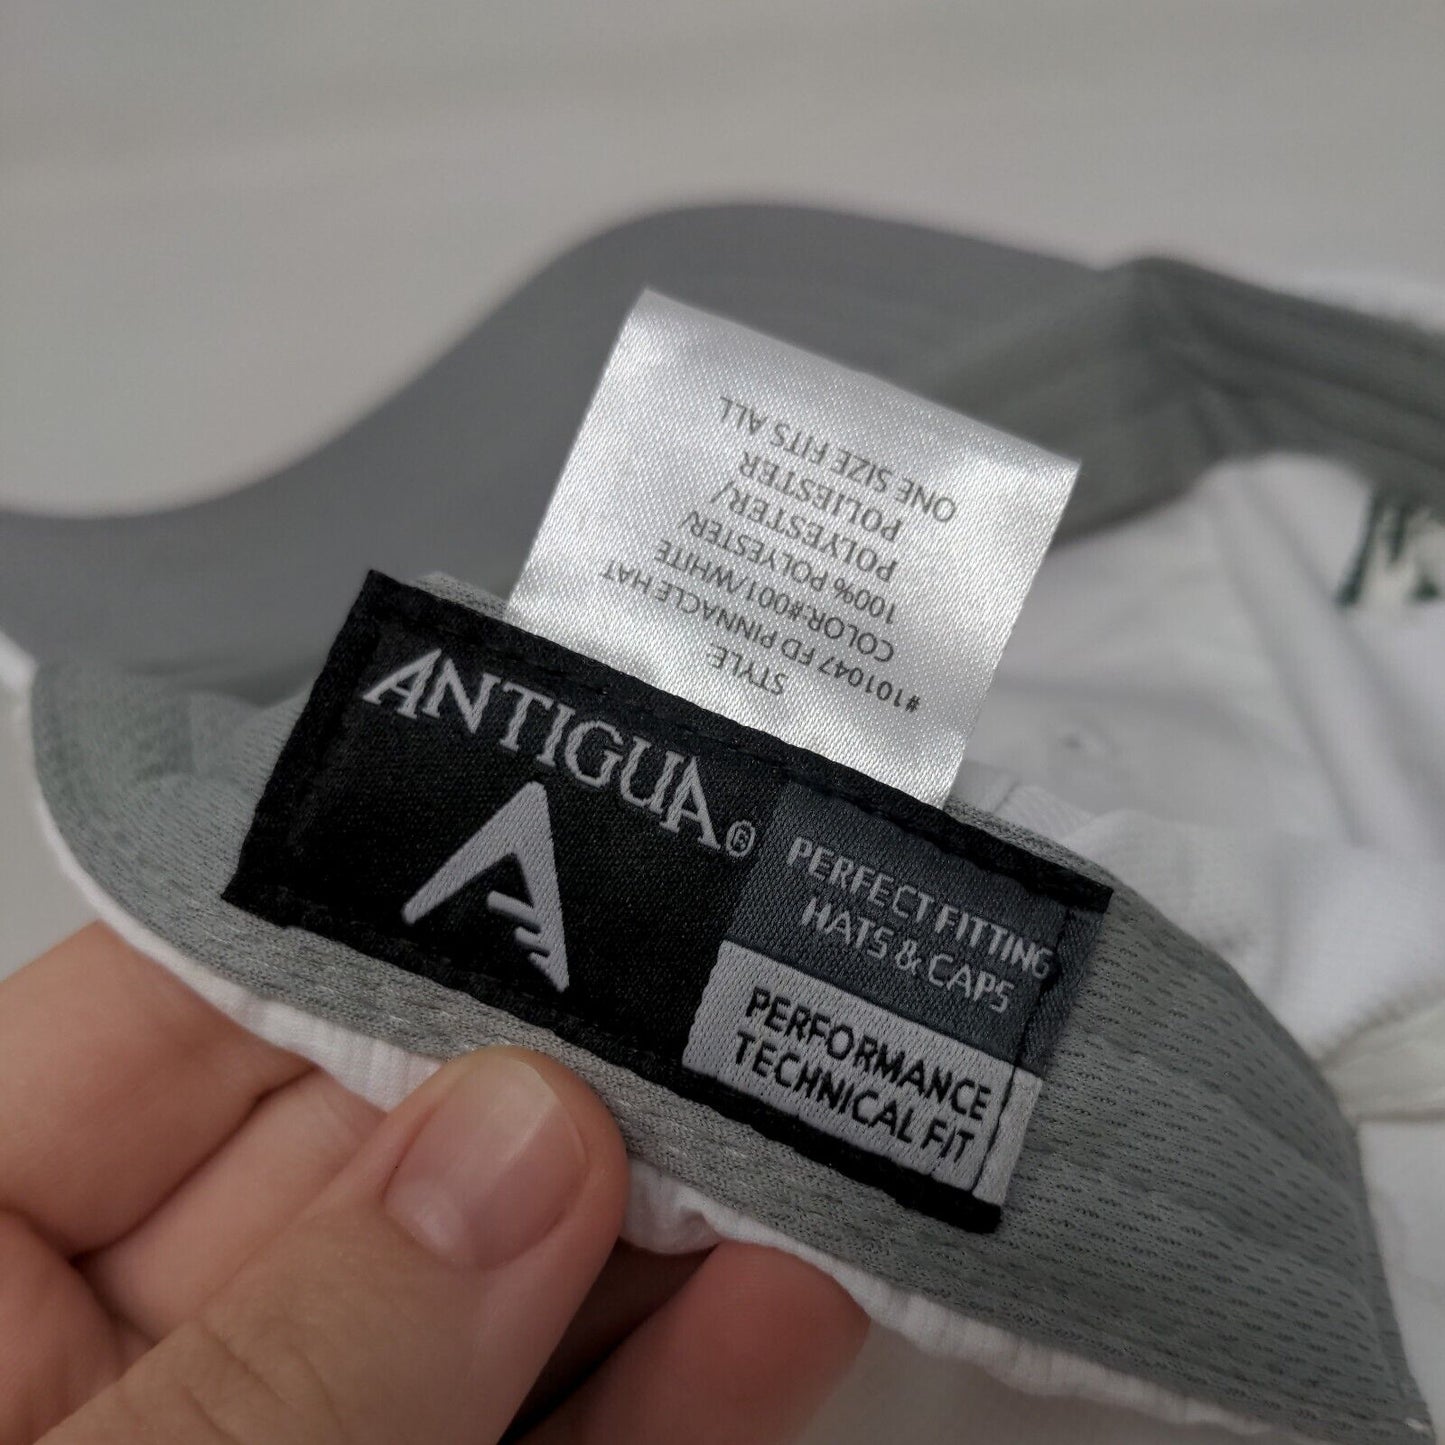 ANTIGUA®
PERFECT FITTING
HATS & CAPS
PERFORMANCE
TECHNICAL FIT
STYLE:
#101047 FD PINNACLE HAT
COLOR:#001/WHITE
100% POLYESTER/
POLYESTER/
POLIESTER
ONE SIZE FITS ALL